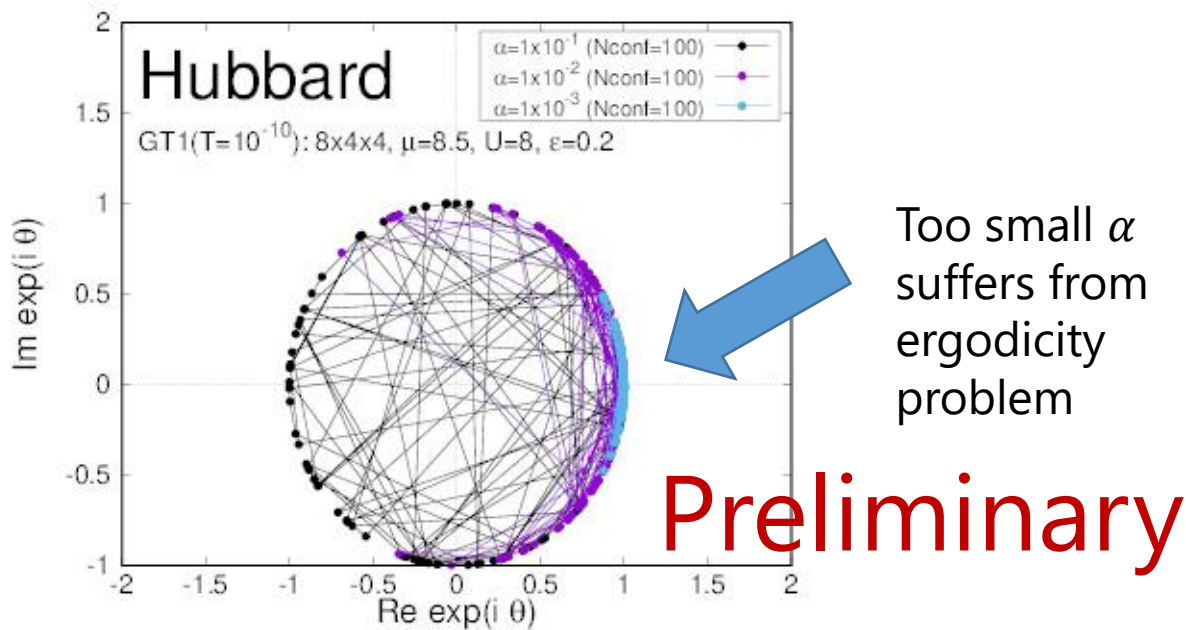 Hubbard
α=1x10⁻¹ (Nconf=100)
α=1x10⁻² (Nconf=100)
α=1x10⁻³ (Nconf=100)
GT1(T=10⁻¹⁰): 8x4x4, μ=8.5, U=8, ε=0.2
2
1.5
1
0.5
0
-0.5
-1
Im exp(i θ)
-2 -1.5 -1 -0.5 0 0.5 1 1.5 2
Re exp(i θ)
Too small α
suffers from
ergodicity
problem
Preliminary